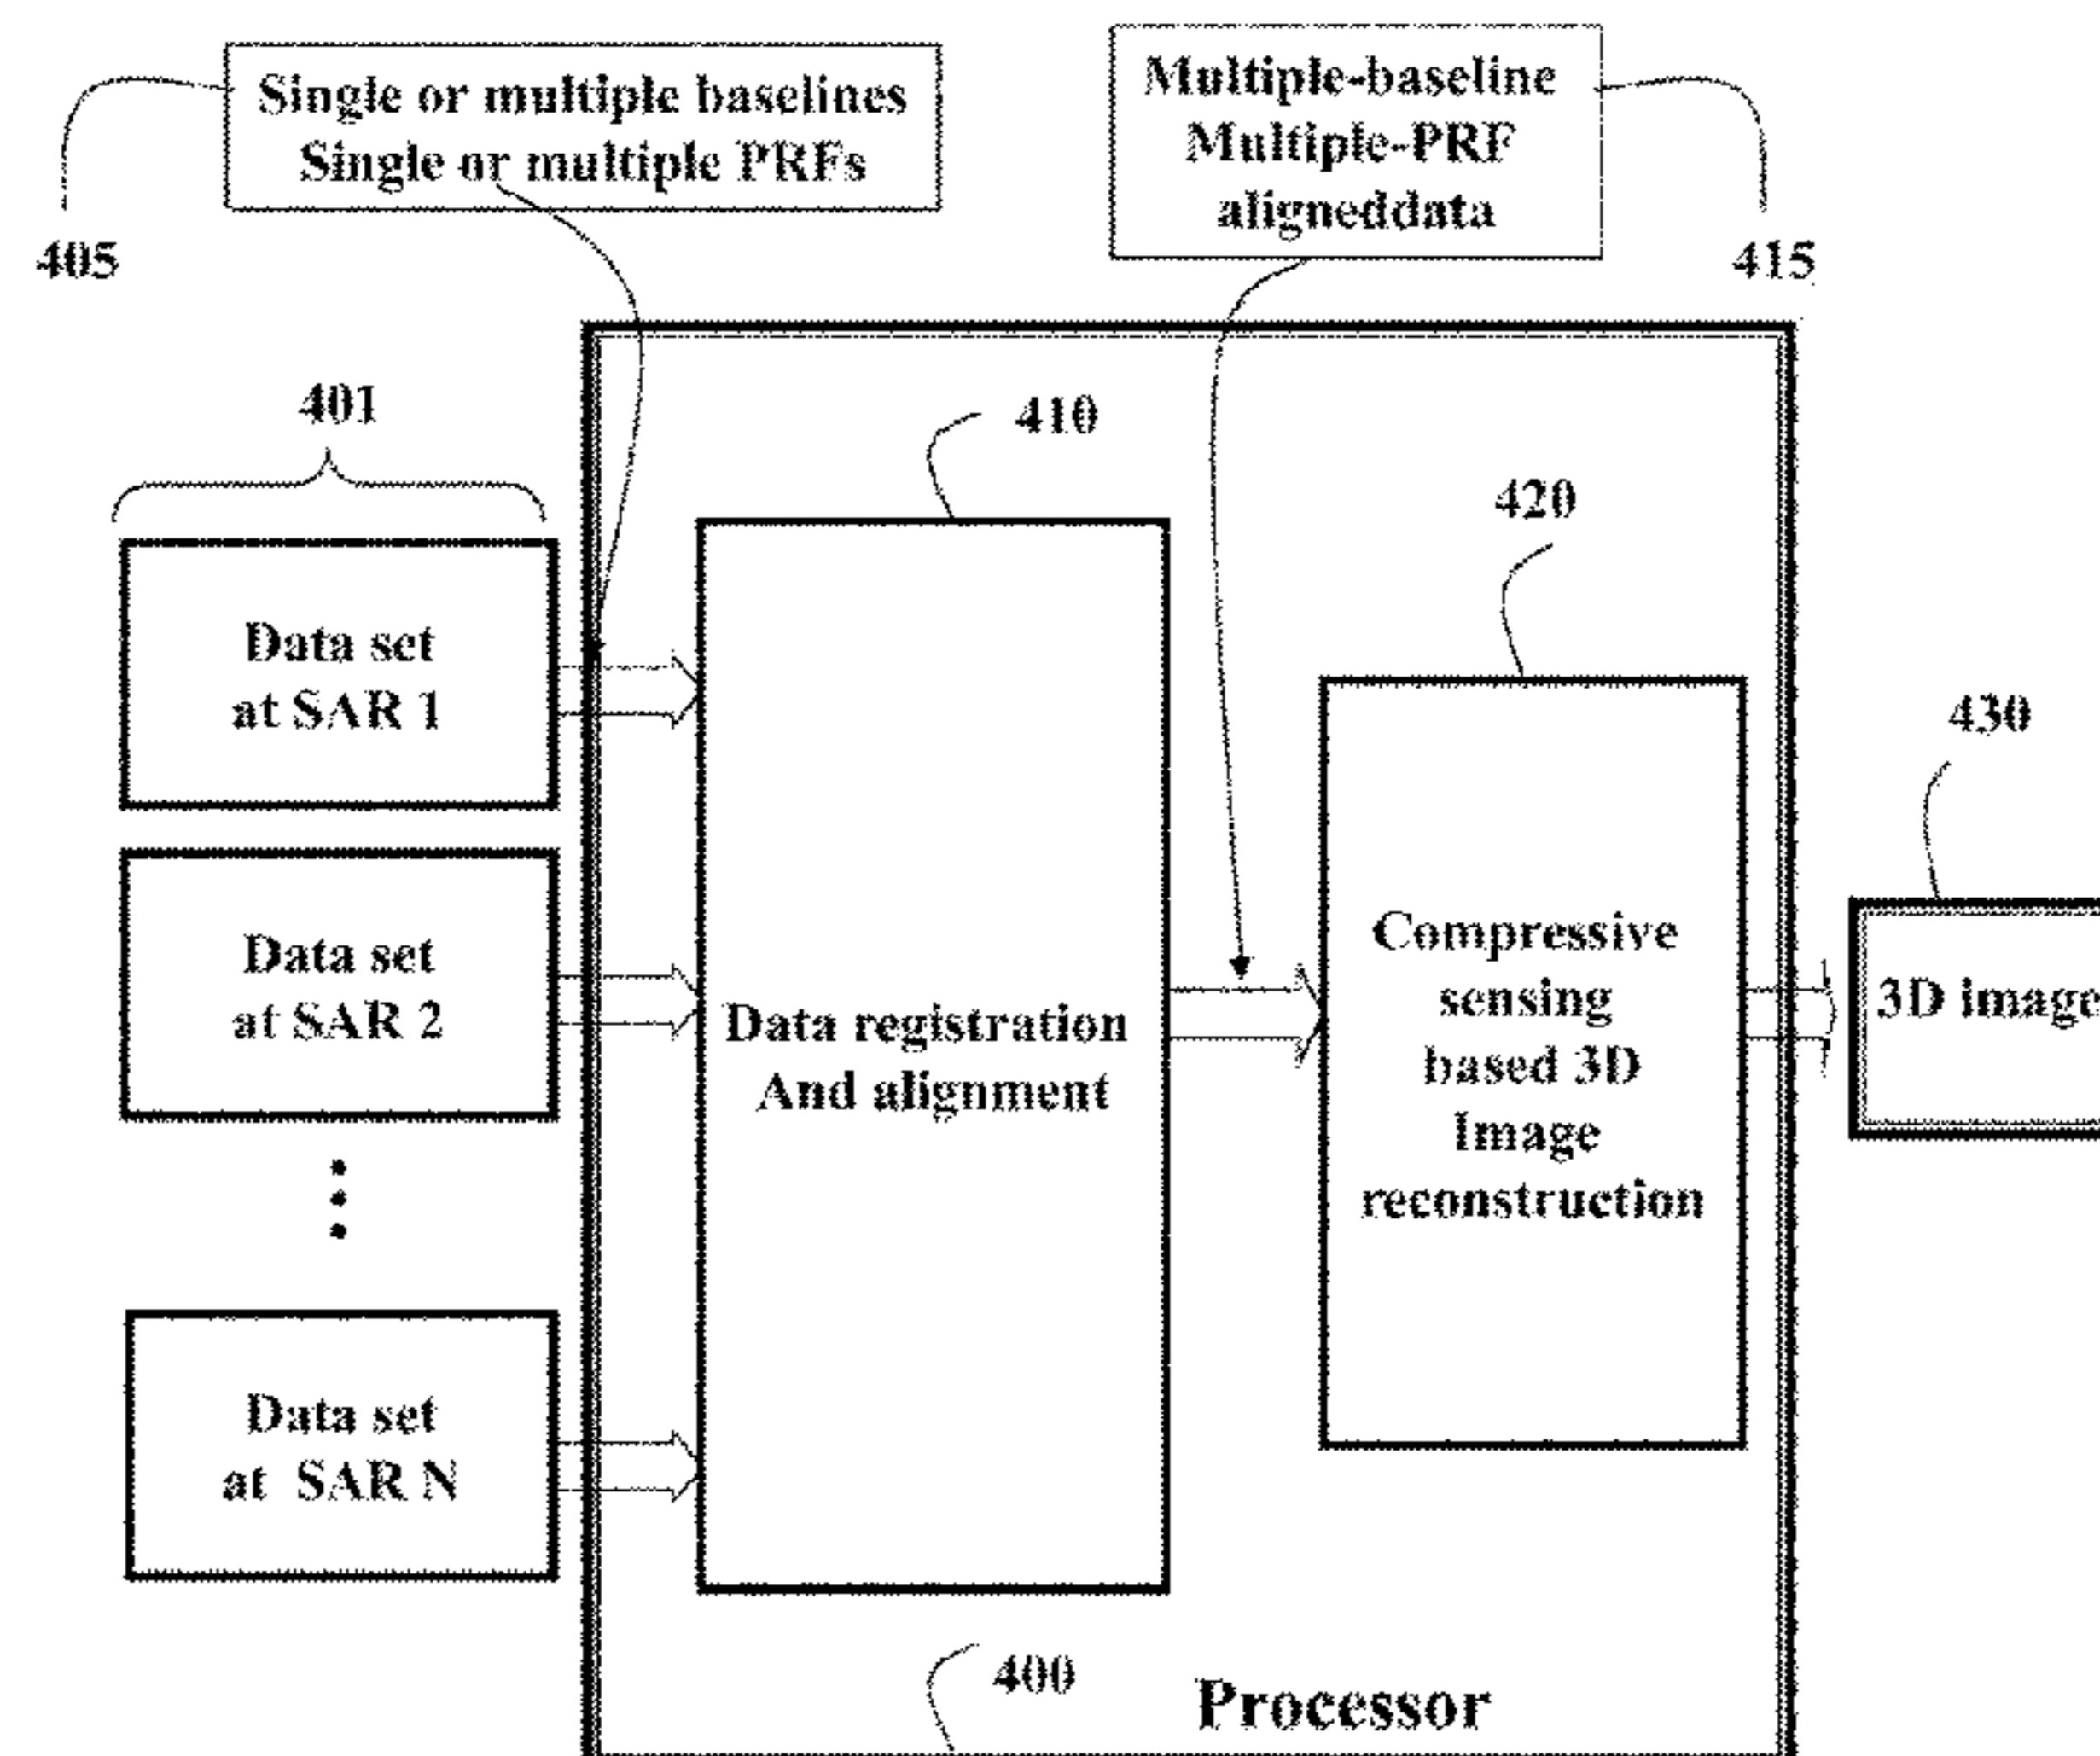 Single or multiple baselines
Single or multiple PRFs
405
Multiple-baseline
Multiple-PRF
aligneddata
415
401
410
420
430
Data set
at SAR 1
Data set
at SAR 2
Data set
at SAR N
Data registration
And alignment
Compressive
sensing
based 3D
Image
reconstruction
3D image
400
Processor